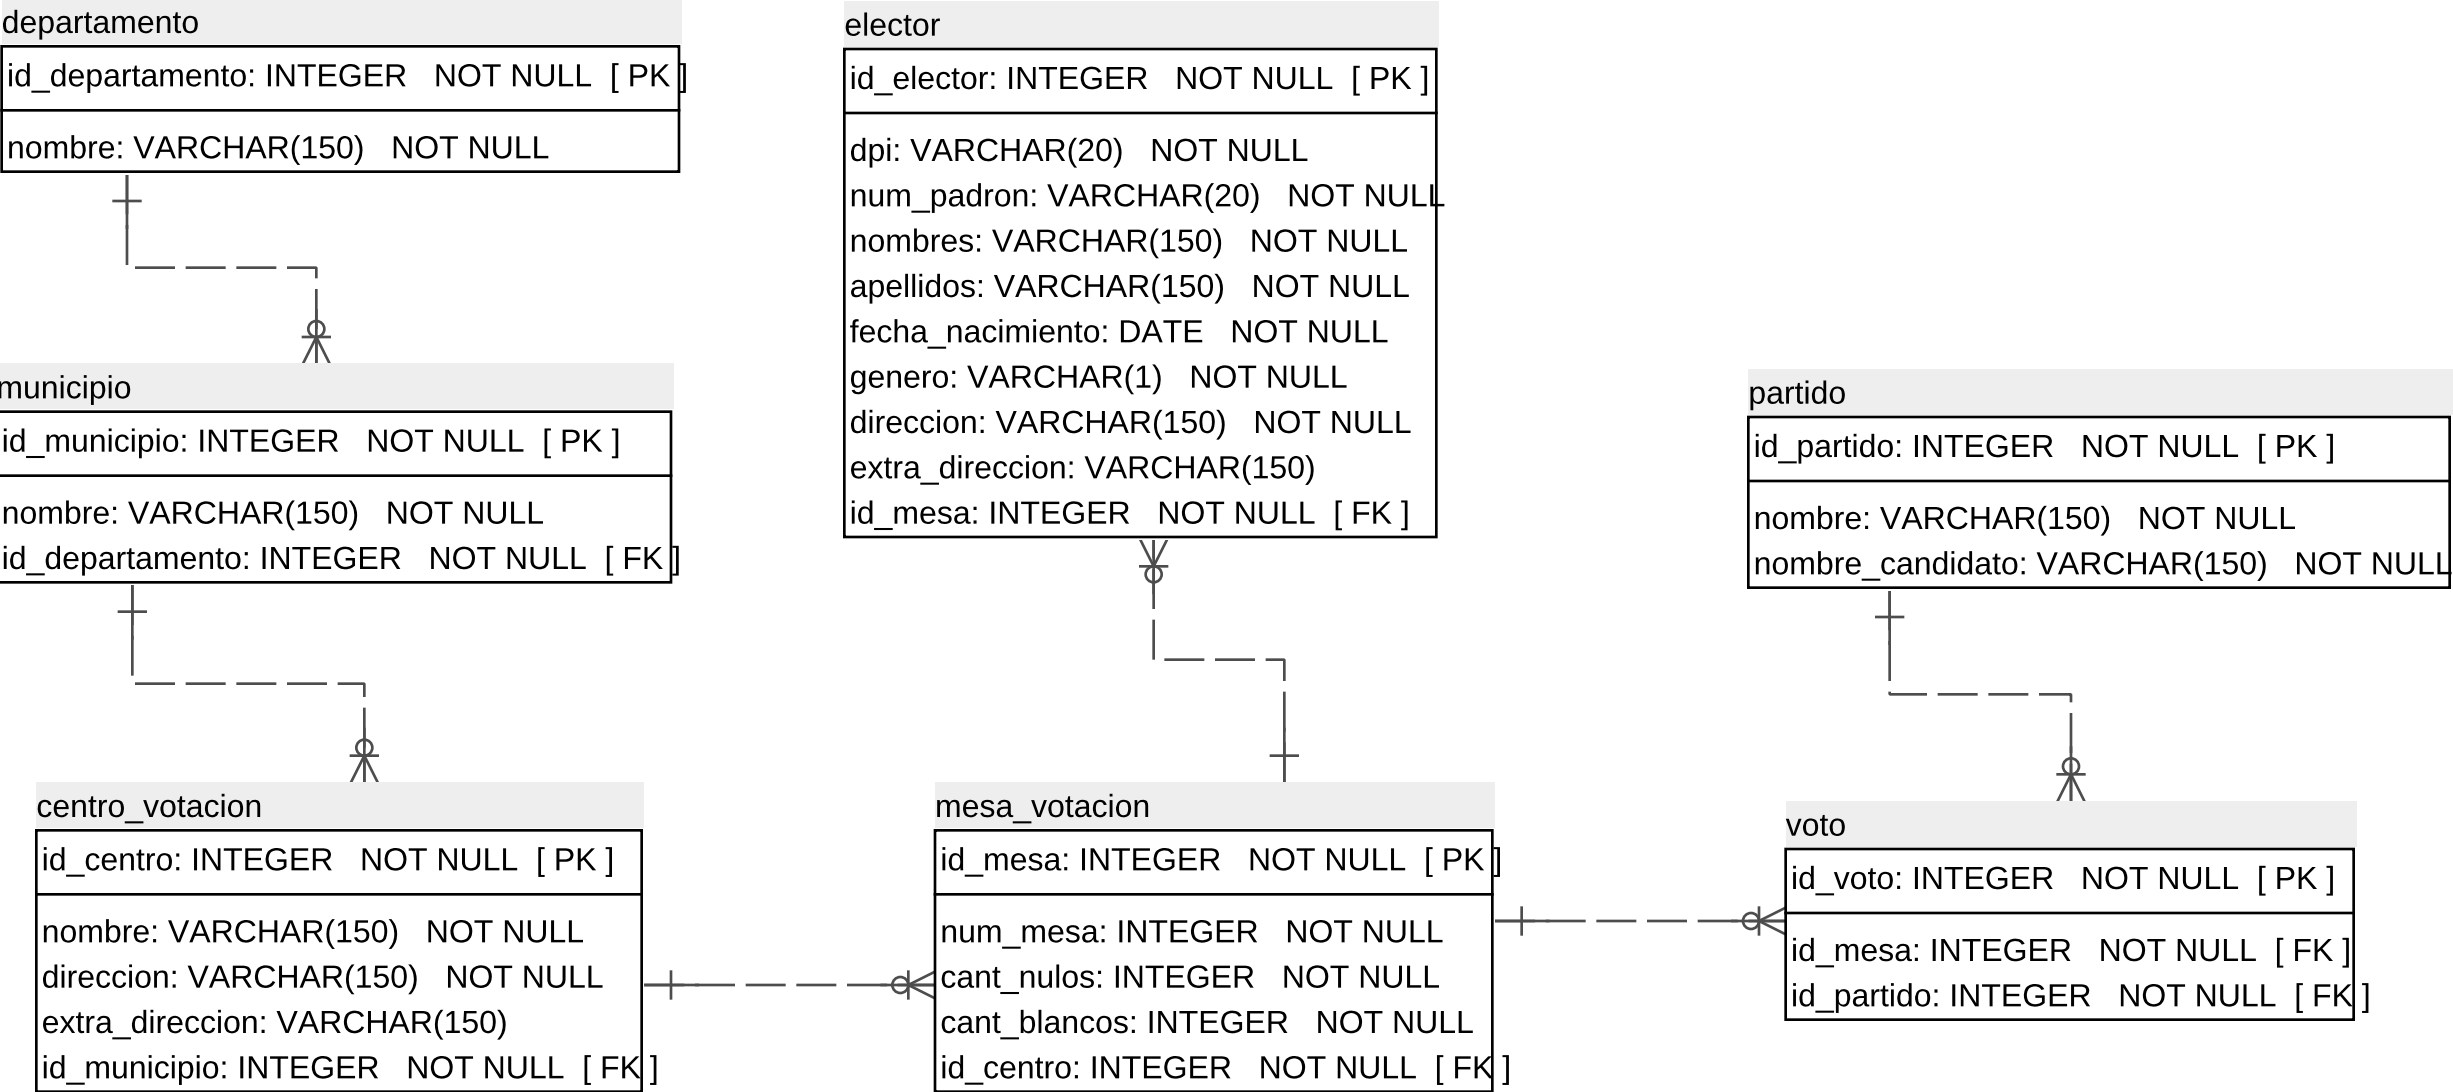 departamento
id_departamento: INTEGER NOT NULL [ PK ]
nombre: VARCHAR(150) NOT NULL
municipio
id_municipio: INTEGER NOT NULL [ PK ]
nombre: VARCHAR(150) NOT NULL
id_departamento: INTEGER NOT NULL [ FK ]
centro_votacion
id_centro: INTEGER NOT NULL [ PK ]
nombre: VARCHAR(150) NOT NULL
direccion: VARCHAR(150) NOT NULL
extra_direccion: VARCHAR(150)
id_municipio: INTEGER NOT NULL [ FK ]
elector
id_elector: INTEGER NOT NULL [ PK ]
dpi: VARCHAR(20) NOT NULL
num_padron: VARCHAR(20) NOT NULL
nombres: VARCHAR(150) NOT NULL
apellidos: VARCHAR(150) NOT NULL
fecha_nacimiento: DATE NOT NULL
genero: VARCHAR(1) NOT NULL
direccion: VARCHAR(150) NOT NULL
extra_direccion: VARCHAR(150)
id_mesa: INTEGER NOT NULL [ FK ]
mesa_votacion
id_mesa: INTEGER NOT NULL [ PK ]
num_mesa: INTEGER NOT NULL
cant_nulos: INTEGER NOT NULL
cant_blancos: INTEGER NOT NULL
id_centro: INTEGER NOT NULL [ FK ]
partido
id_partido: INTEGER NOT NULL [ PK ]
nombre: VARCHAR(150) NOT NULL
nombre_candidato: VARCHAR(150) NOT NULL
voto
id_voto: INTEGER NOT NULL [ PK ]
id_mesa: INTEGER NOT NULL [ FK ]
id_partido: INTEGER NOT NULL [ FK ]